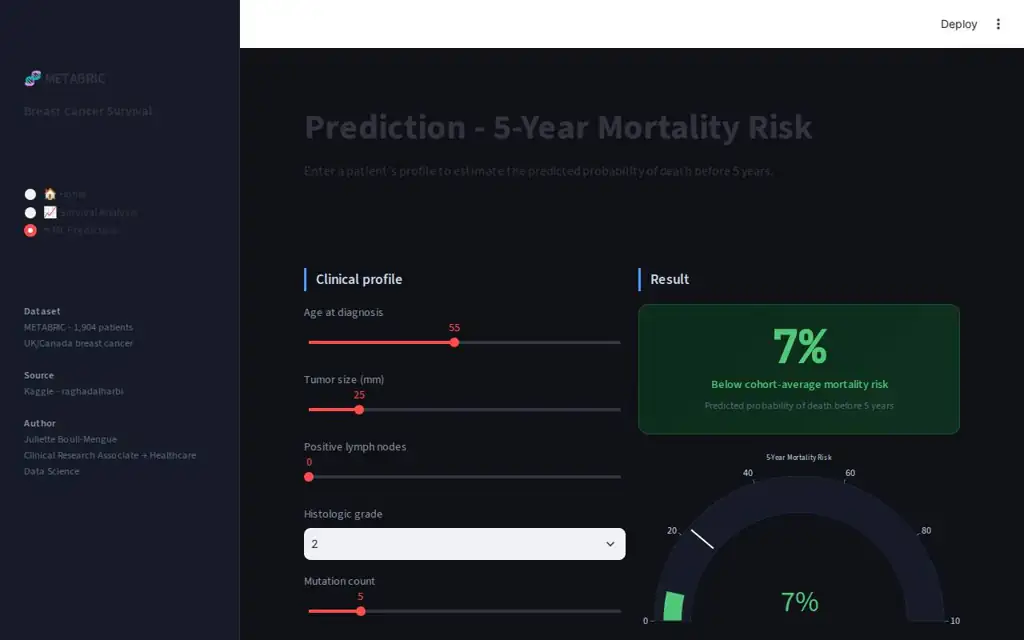 Deploy
METABRIC
Breast Cancer Survival
Home
Survival Analysis
Prediction
Dataset
METABRIC - 1,904 patients
UK/Canada breast cancer
Source
Kaggle - raghadalharbi
Author
Juliette Boull-Mengue
Clinical Research Associate → Healthcare
Data Science
Prediction - 5-Year Mortality Risk
Enter a patient's profile to estimate the predicted probability of death before 5 years.
Clinical profile
Age at diagnosis
55
Tumor size (mm)
25
Positive lymph nodes
0
Histologic grade
2
Mutation count
5
Result
7%
Below cohort-average mortality risk
Predicted probability of death before 5 years
5-Year Mortality Risk
0
20
40
60
80
10
7%